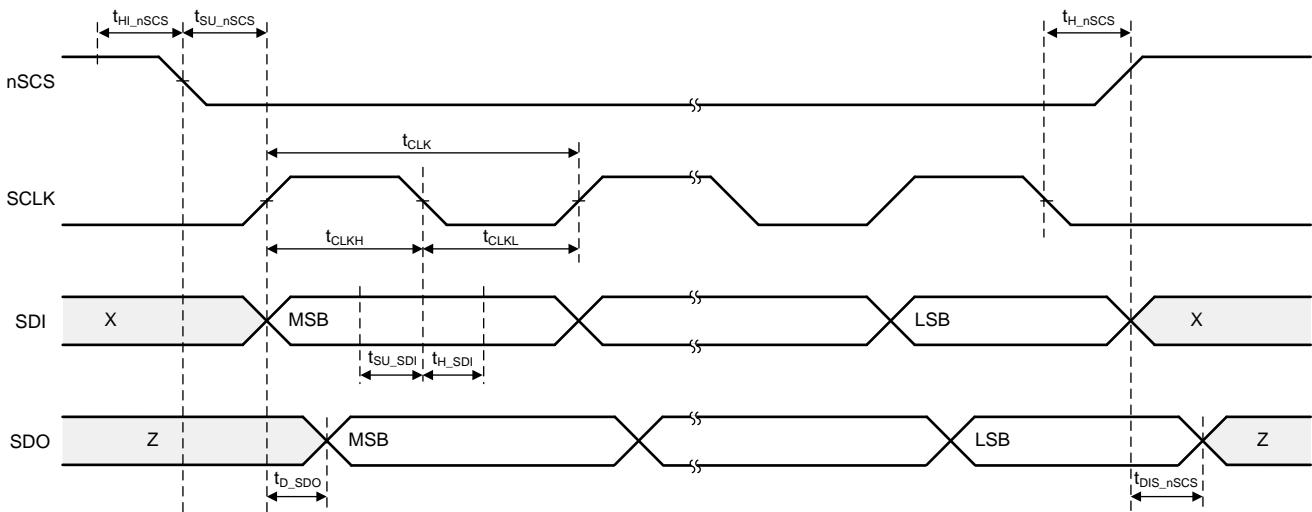 tHI_nSCS tSU_nSCS tH_nSCS
nSCS
tCLK
SCLK
tCLKH tCLKL
SDI X MSB LSB X
tSU_SDI tH_SDI
SDO Z MSB LSB Z
tD_SDO tDIS_nSCS